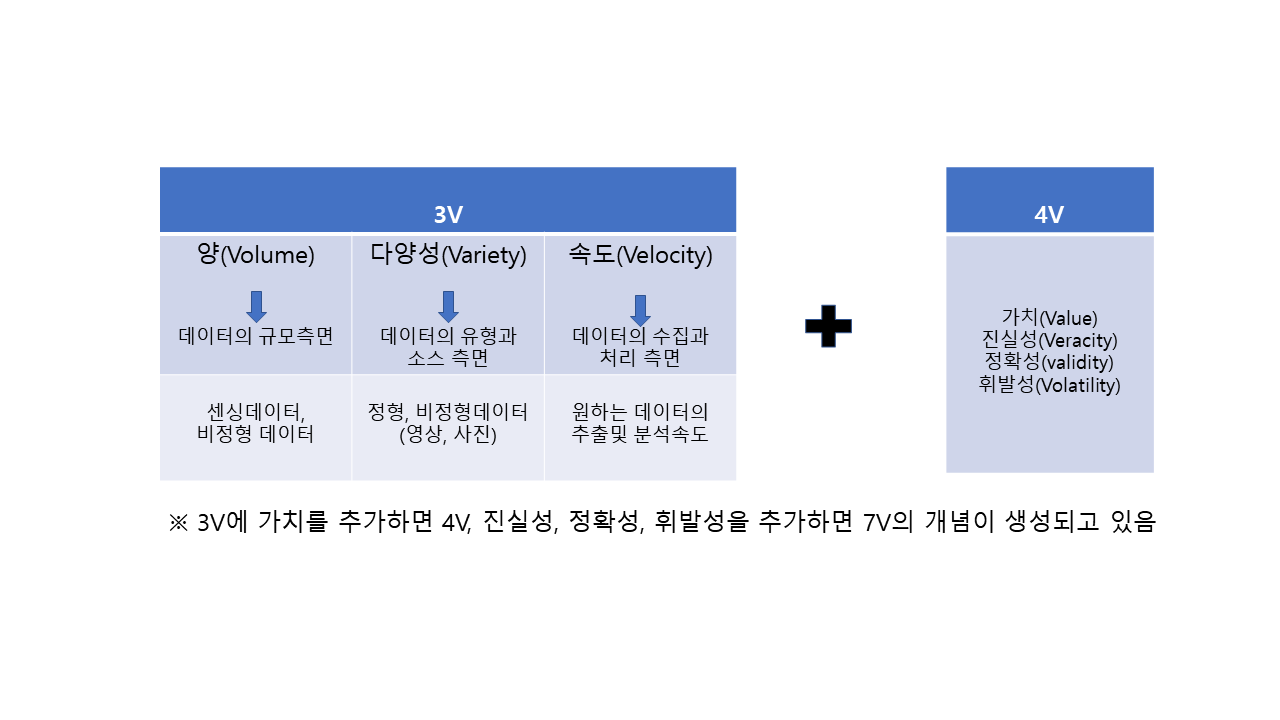 3V
양(Volume)
데이터의 규모측면
다양성(Variety)
데이터의 유형과
소스 측면
속도(Velocity)
데이터의 수집과
처리 측면
센싱데이터,
비정형 데이터
정형, 비정형데이터
(영상, 사진)
원하는 데이터의
추출및 분석속도
4V
가치(Value)
진실성(Veracity)
정확성(validity)
휘발성(Volatility)
※ 3V에 가치를 추가하면 4V, 진실성, 정확성, 휘발성을 추가하면 7V의 개념이 생성되고 있음